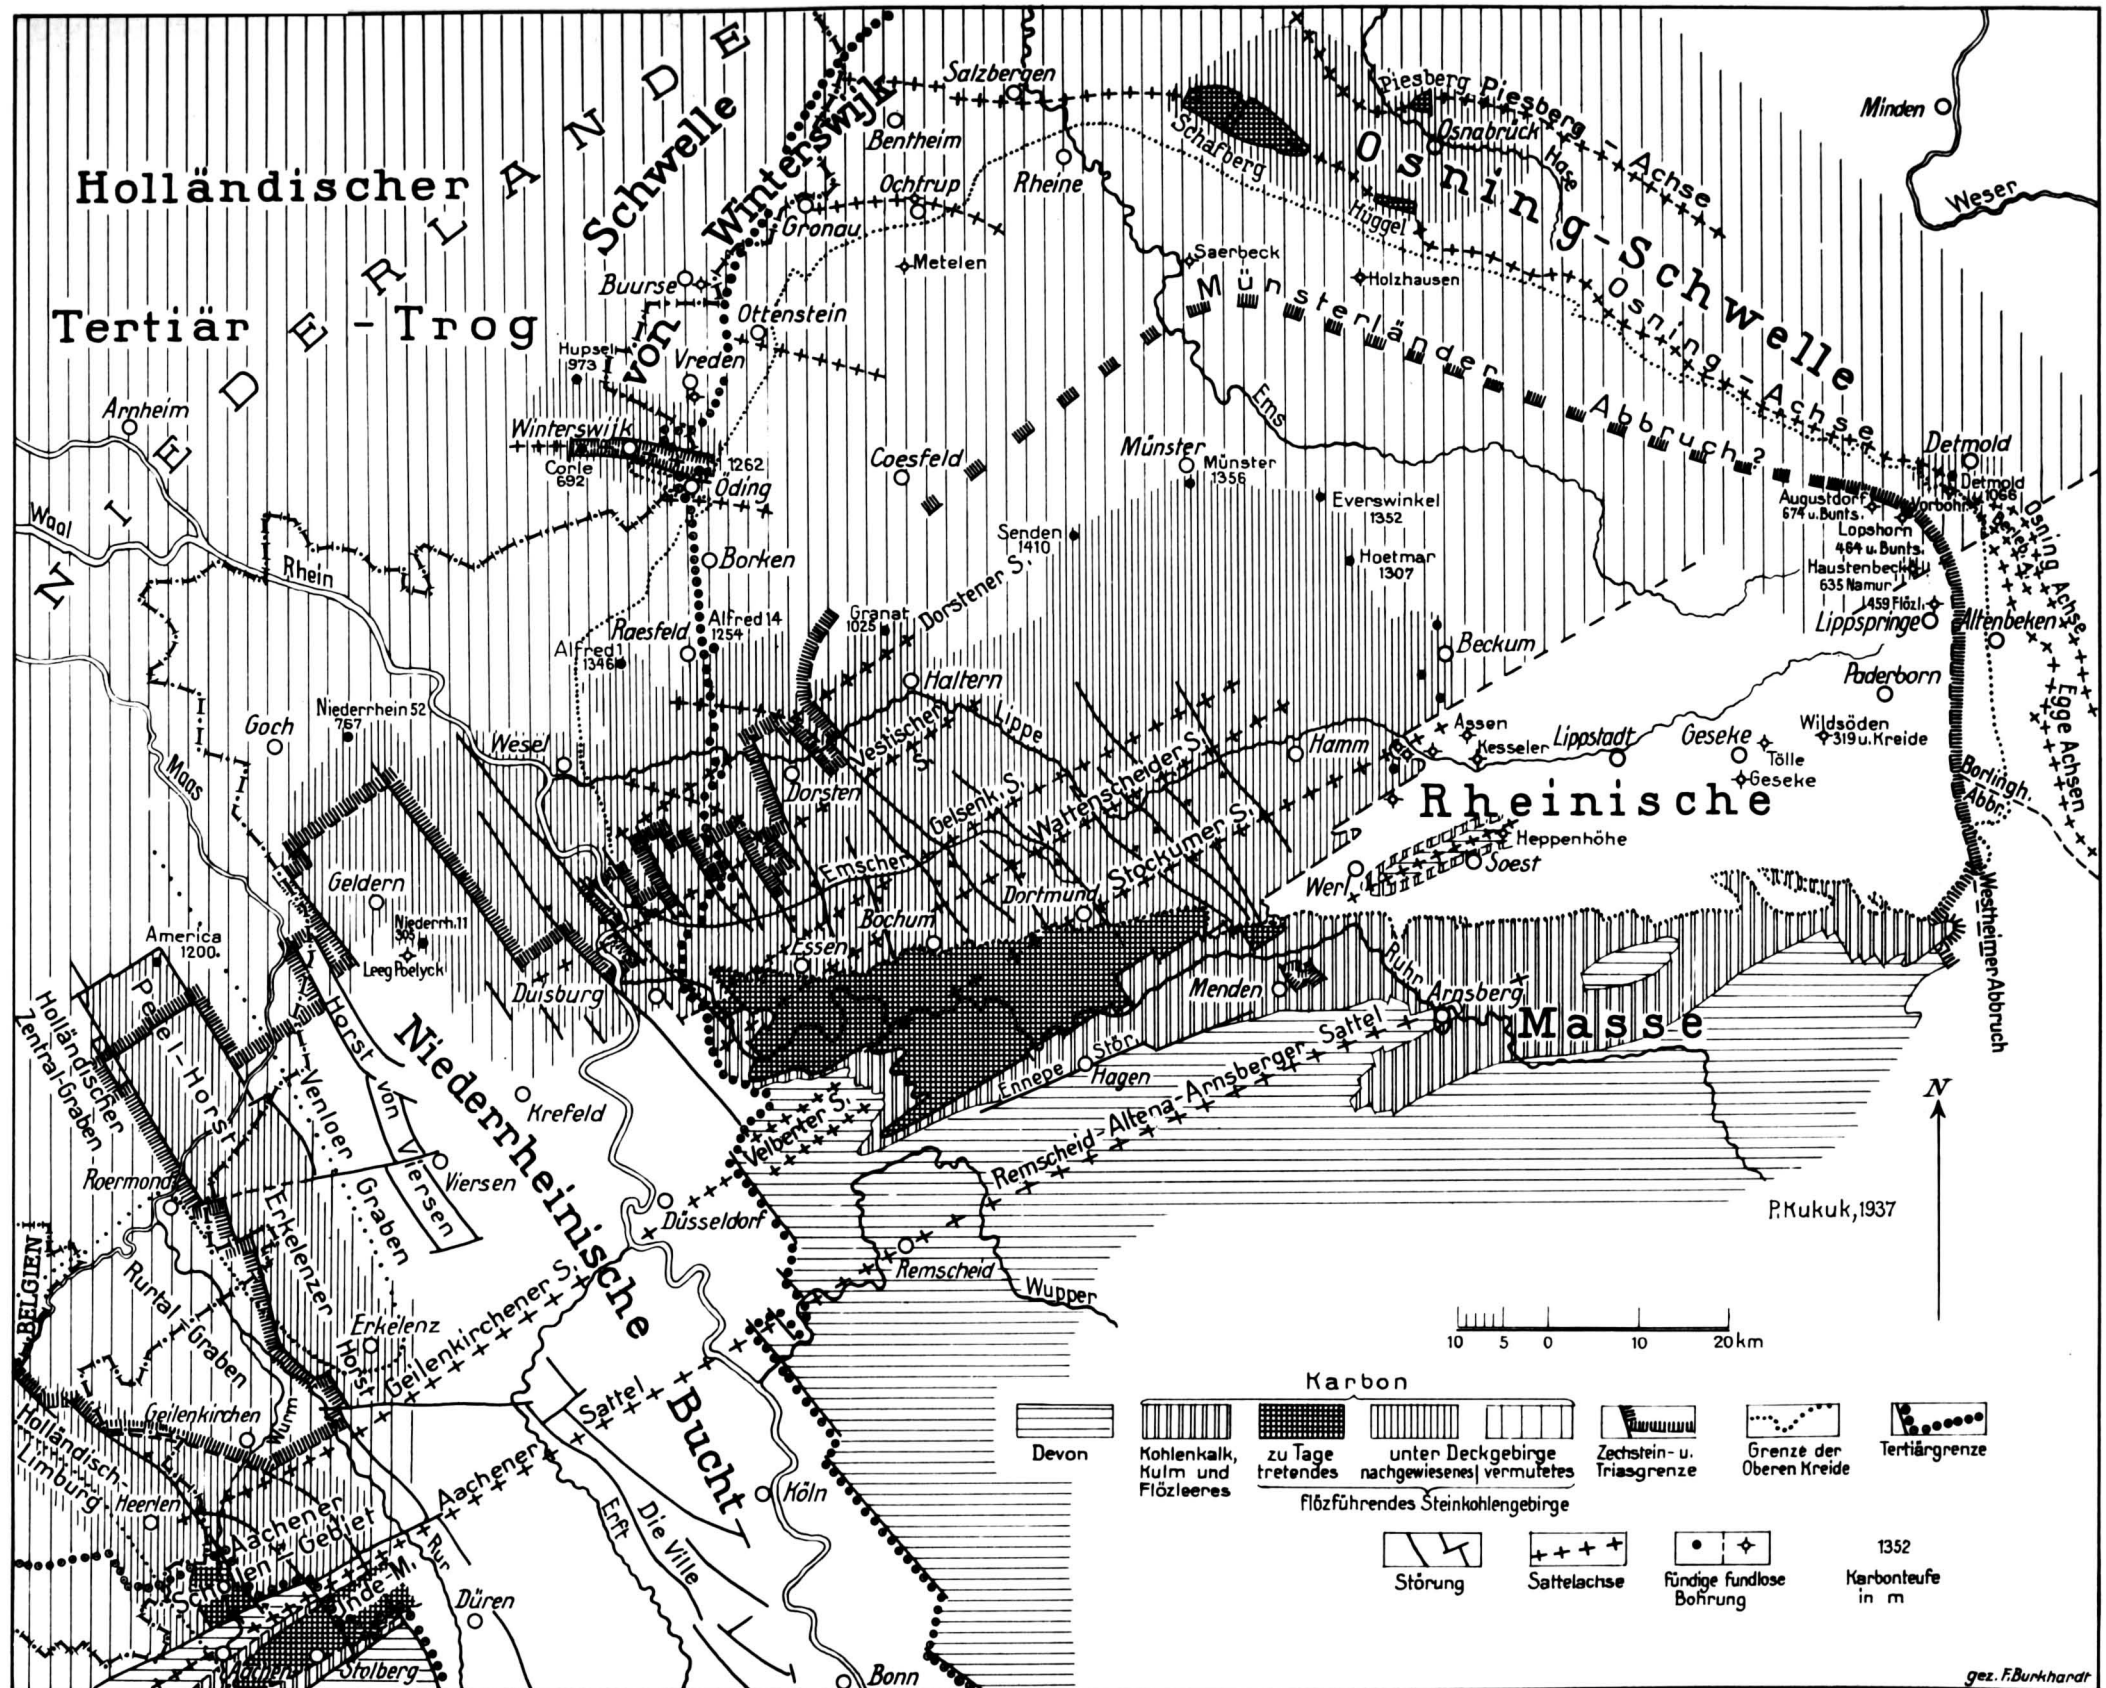 NIEDERLANDE
Holländischer
Tertiär - Trog
Schwelle
von
Winterswijk
Salzbergen
Bentheim
Ochtrup
Gronau
Rheine
Metelen
Buurse
Ottenstein
Vreden
Hupsel
973
Winterswijk
Corle
692
1262
Öding
Arnheim
Waal
Rhein
Borken
Coesfeld
Schafberg
Piesberg
Piesberg - Achse
Osnabrück
Hase
Hüggel
Osning-Schwelle
Osning-Achse
Minden
Weser
Saerbeck
Holzhausen
Münsterländer Abbruch?
Ems
Münster
Münster
1356
Everswinkel
1352
Senden
1410
Hoetmar
1307
Detmold
Detmold
1066
Augustdorf
674 u. Bunts.
Vorbohr.
Lopshorn
464 u. Bunts.
Haustenbeck
635 Namur
1459 Flözl.
Lippspringe
Altenbeken
Osning Achse
Egge Achsen
Paderborn
Wildsöden
319 u. Kreide
Borlingh.
Abbr.
Westheimer Abbruch
Raesfeld
Alfred 14
1254
Alfred 1
1346
Granat
1025
Dorstener S.
Haltern
Beckum
Goch
Niederrhein 52
767
Maas
Wesel
Dorsten
Vestischer
S.
Lippe
Hamm
Assen
Kesseler
Lippstadt
Geseke
Tölle
Geseke
Rheinische
Masse
Gelsenk. S.
Wattenscheider S.
Stockumer S.
Emscher
Heppenhöhe
Soest
Werl
Dortmund
Bochum
Essen
Geldern
Niederrh. 11
305
Leeg Poelyck
America
1200
Duisburg
Menden
Ruhr
Arnsberg
Peel-Horst
Holländischer
Zentral-Graben
Horst von Viersen
Venloer Graben
Niederrheinische
Bucht
Krefeld
Viersen
Ennepe Stör.
Hagen
Velberter S.
Remscheid-Altena-Arnsberger Sattel
Roermond
Erkelenzer Horst
Düsseldorf
Remscheid
Wupper
P. Kukuk, 1937
N
BELGIEN
Rurtal-Graben
Erkelenz
Geilenkirchener S.
Geilenkirchen
Wurm
Holländisch-
Limburg
Heerlen
Aachener
Schollen-Gebiet
Inde-M.
Aachener Sattel
Rur
Erft
Die Ville
Köln
Düren
Aachen
Stolberg
Bonn
10 5 0 10 20 km
Karbon
Devon
Kohlenkalk,
Kulm und
Flözleeres
zu Tage
tretendes
unter Deckgebirge
nachgewiesenes | vermutetes
flözführendes Steinkohlengebirge
Zechstein- u.
Triasgrenze
Grenze der
Oberen Kreide
Tertiärgrenze
Störung
Sattelachse
fündige fundlose
Bohrung
1352
Karbonteufe
in m
gez. F. Burkhardt